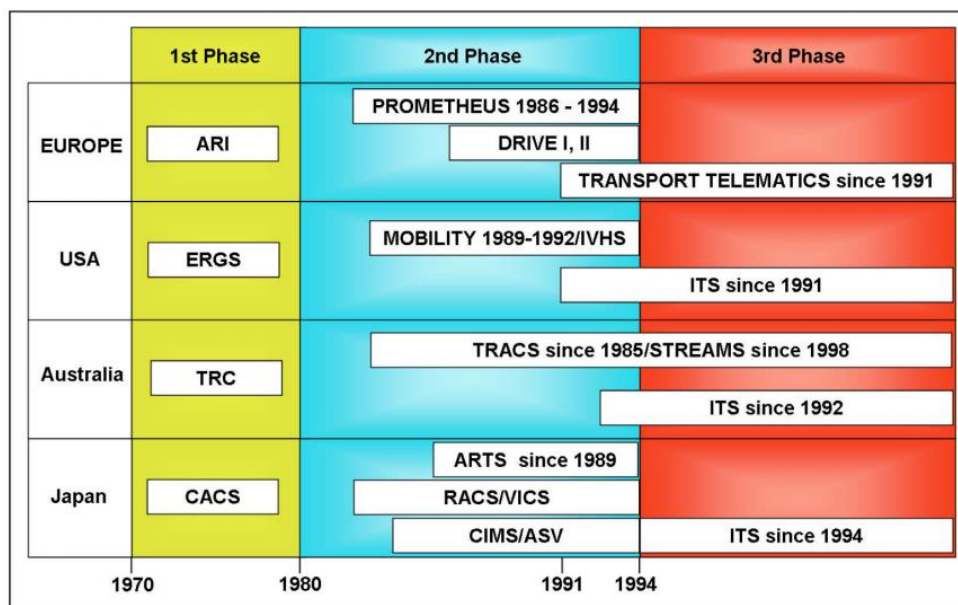 1st Phase
2nd Phase
3rd Phase
EUROPE
ARI
PROMETHEUS 1986 - 1994
DRIVE I, II
TRANSPORT TELEMATICS since 1991
USA
ERGS
MOBILITY 1989-1992/IVHS
ITS since 1991
Australia
TRC
TRACS since 1985/STREAMS since 1998
ITS since 1992
Japan
CACS
ARTS since 1989
RACS/VICS
CIMS/ASV
ITS since 1994
1970
1980
1991
1994